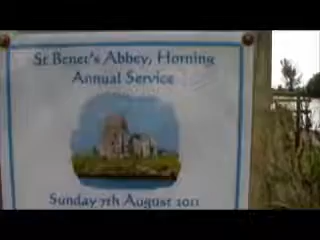 St Benet's Abbey, Horning
Annual Service
Sunday 7th August 2011